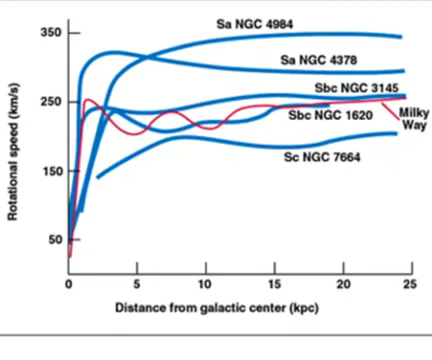 Sa NGC 4984
350
Sa NGC 4378
Sbc NGC 3145
250
Sbc NGC 1620
Milky
Way
Sc NGC 7664
150
50
Rotational speed (km/s)
0 5 10 15 20 25
Distance from galactic center (kpc)